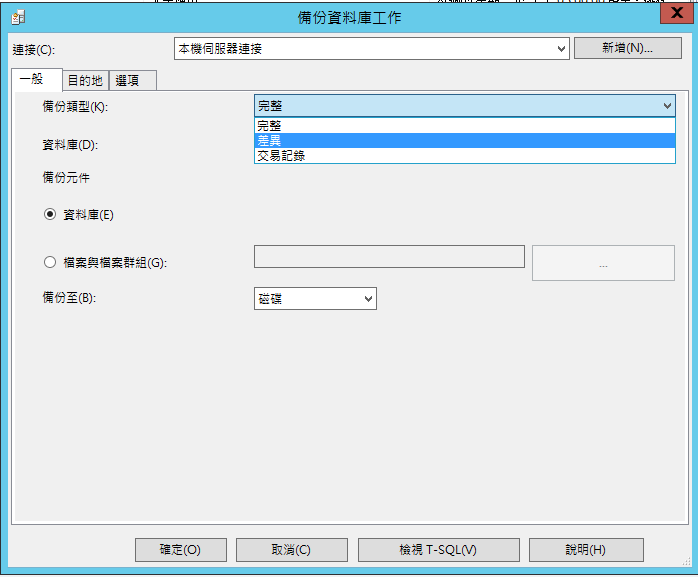 備份資料庫工作
連接(C): 本機伺服器連接 新增(N)...
一般 目的地 選項
備份類型(K): 完整
完整
資料庫(D): 差異
交易記錄
備份元件
資料庫(E)
檔案與檔案群組(G): ...
備份至(B): 磁碟
確定(O) 取消(C) 檢視 T-SQL(V) 說明(H)